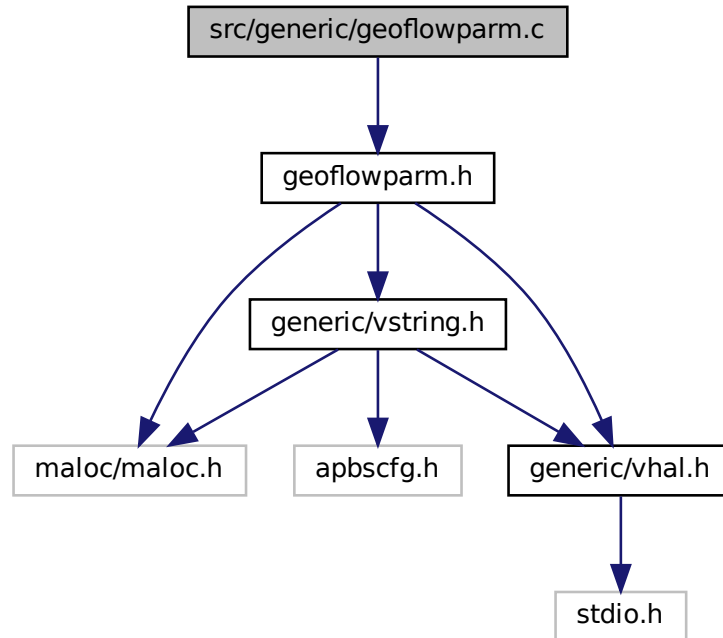 src/generic/geoflowparm.c
geoflowparm.h
generic/vstring.h
maloc/maloc.h
apbscfg.h
generic/vhal.h
stdio.h